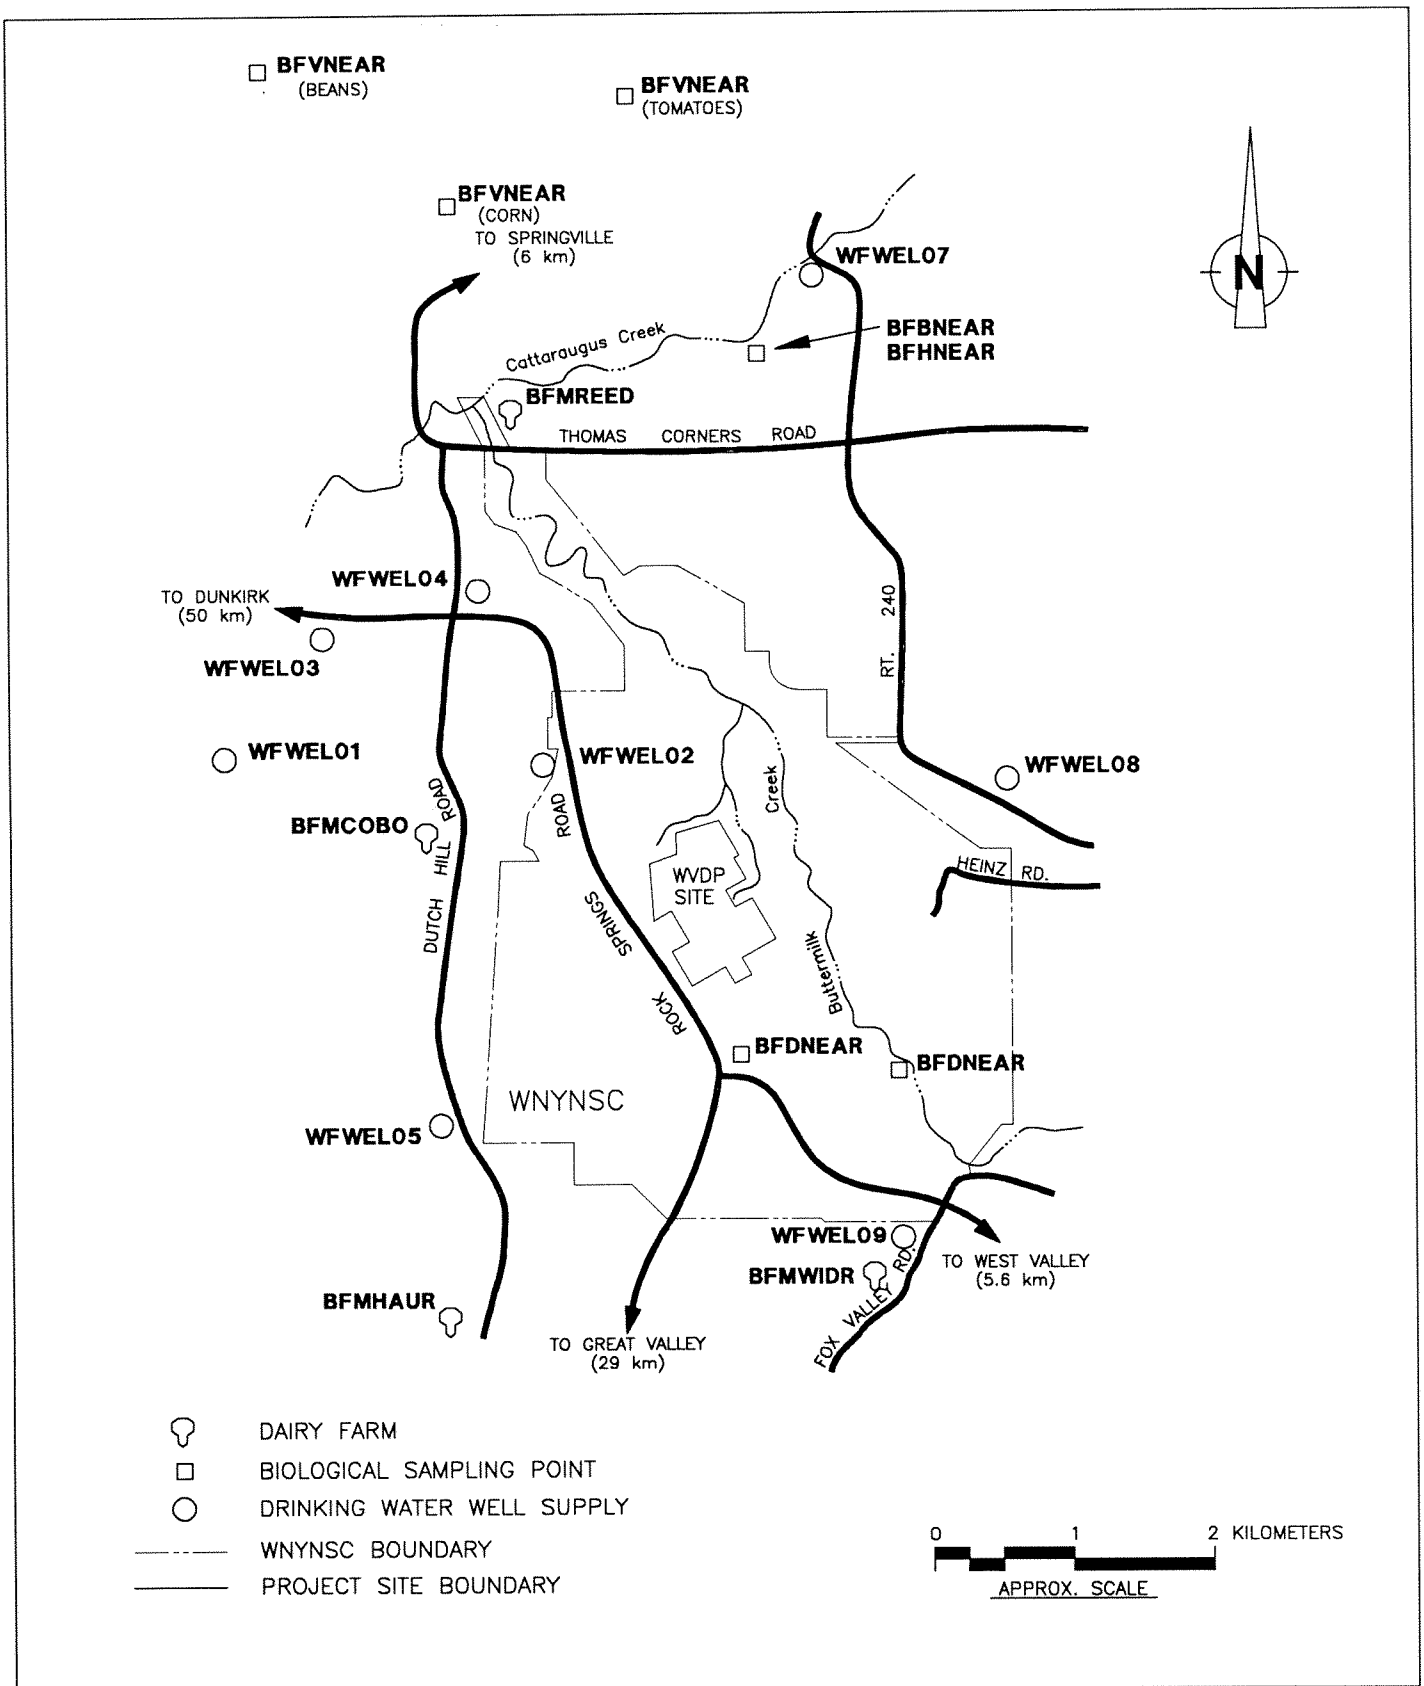 BFVNEAR
(BEANS)
BFVNEAR
(TOMATOES)
BFVNEAR
(CORN)
TO SPRINGVILLE
(6 km)
WFWEL07
N
BFBNEAR
BFHNEAR
Cattaraugus Creek
BFMREED
THOMAS CORNERS ROAD
WFWEL04
TO DUNKIRK
(50 km)
RT. 240
WFWEL03
WFWEL01
WFWEL02
WFWEL08
BFMCOBO
DUTCH HILL ROAD
ROCK SPRINGS ROAD
Buttermilk Creek
WVDP
SITE
HEINZ RD.
BFDNEAR
BFDNEAR
WNYNSC
WFWEL05
WFWEL09
BFMWIDR
TO WEST VALLEY
(5.6 km)
BFMHAUR
FOX VALLEY RD.
TO GREAT VALLEY
(29 km)
DAIRY FARM
BIOLOGICAL SAMPLING POINT
DRINKING WATER WELL SUPPLY
WNYNSC BOUNDARY
PROJECT SITE BOUNDARY
0 1 2 KILOMETERS
APPROX. SCALE